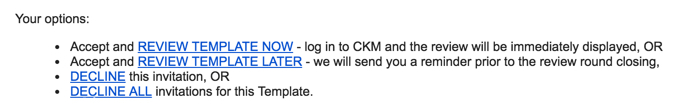 Your options:
• Accept and REVIEW TEMPLATE NOW - log in to CKM and the review will be immediately displayed, OR
• Accept and REVIEW TEMPLATE LATER - we will send you a reminder prior to the review round closing,
• DECLINE this invitation, OR
• DECLINE ALL invitations for this Template.